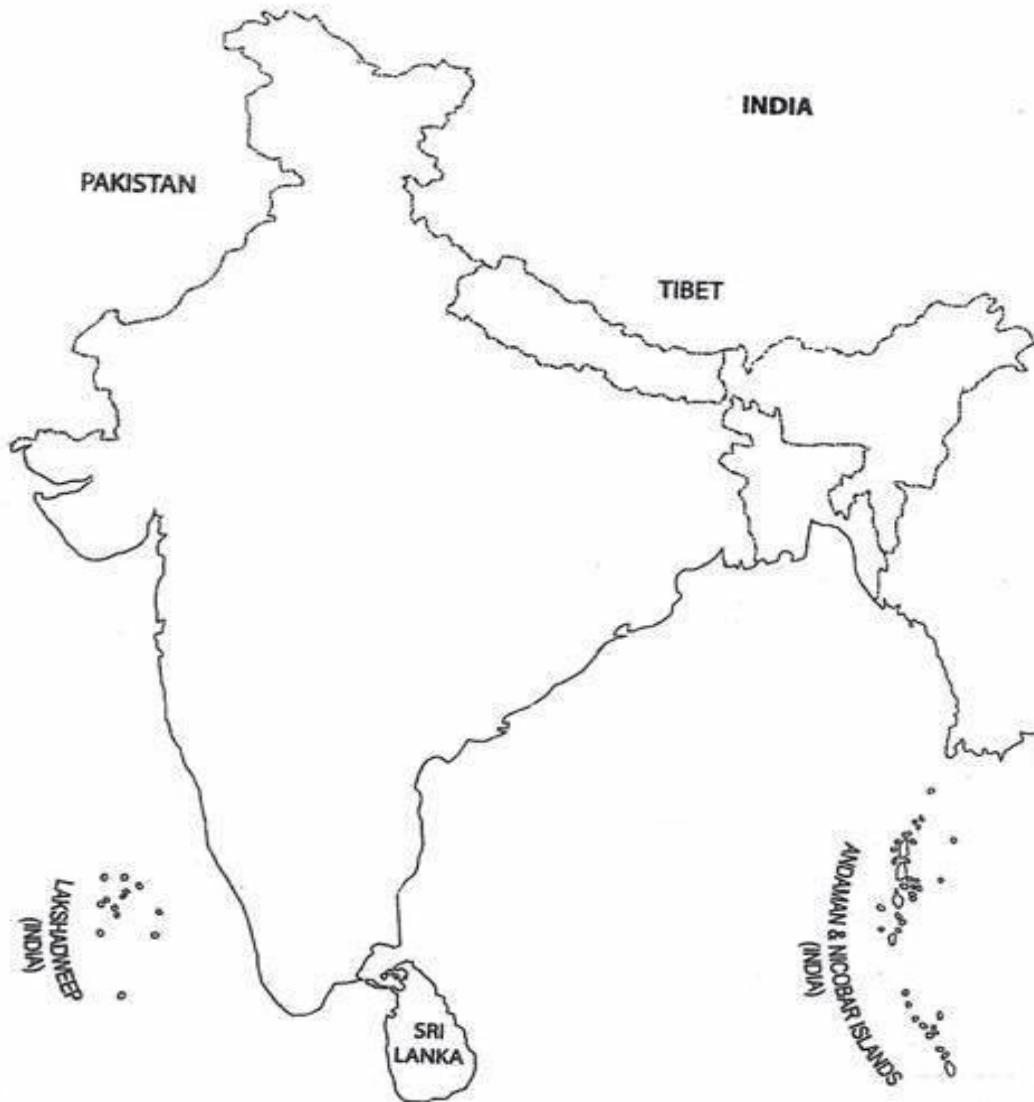 INDIA
PAKISTAN
TIBET
LAKSHADWEEP
(INDIA)
ANDAMAN & NICOBAR ISLANDS
(INDIA)
SRI
LANKA